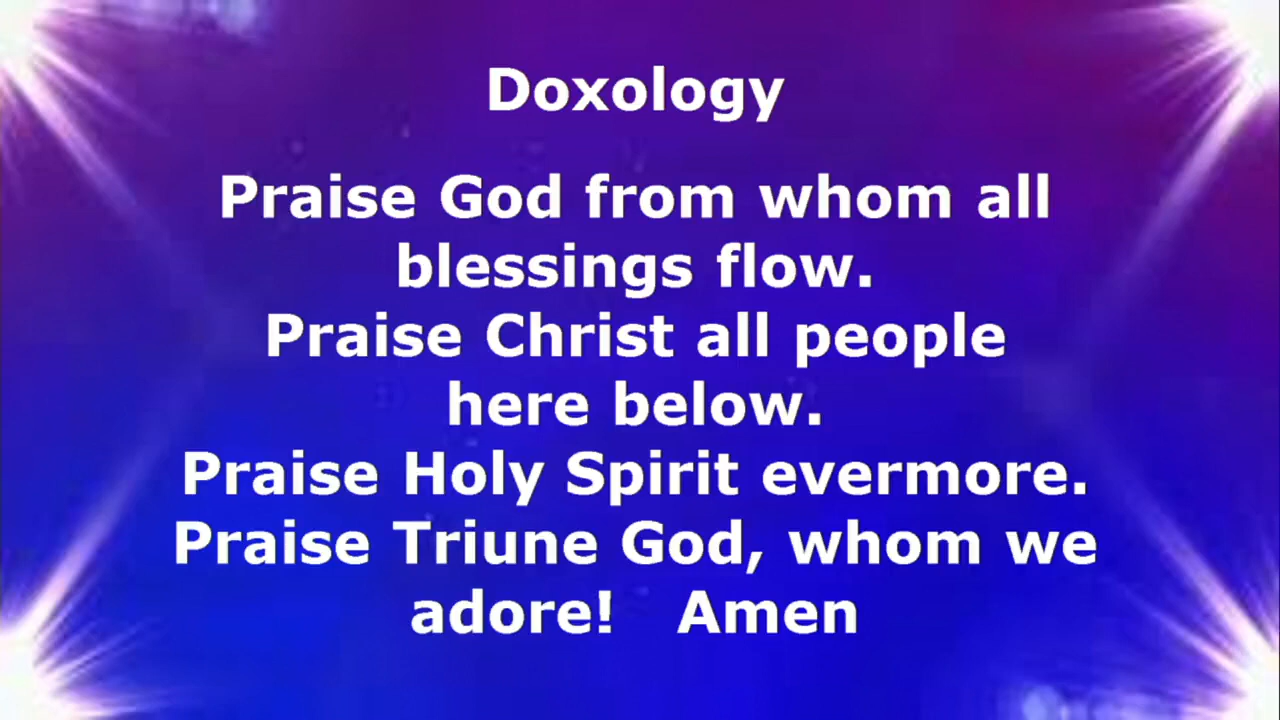 Doxology
Praise God from whom all
blessings flow.
Praise Christ all people
here below.
Praise Holy Spirit evermore.
Praise Triune God, whom we
adore!   Amen